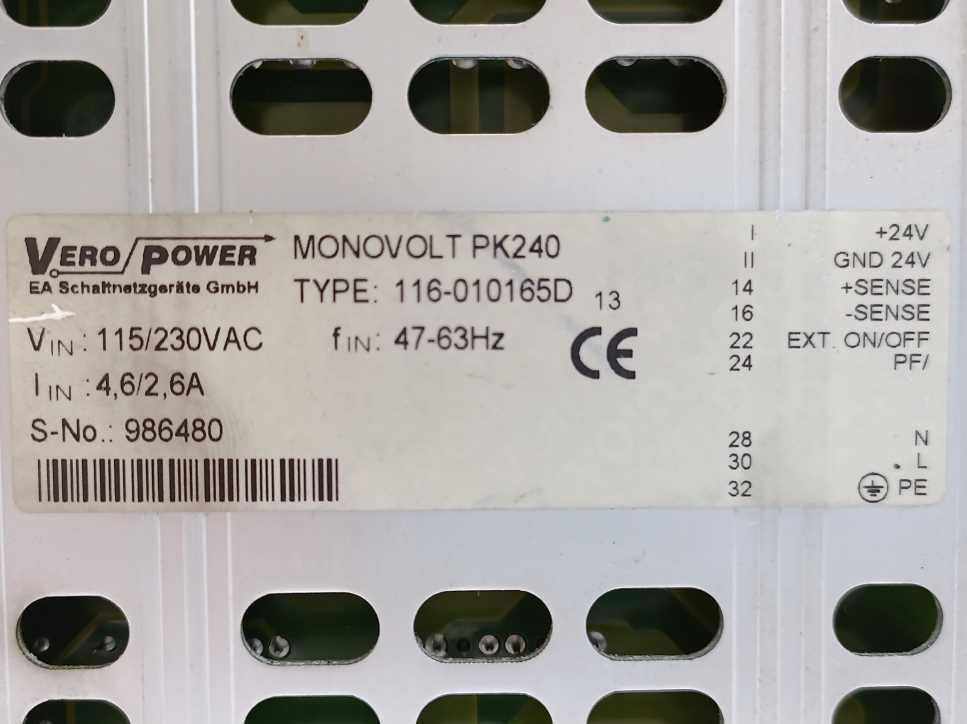 VERO/POWER
EA Schaltnetzgeräte GmbH
MONOVOLT PK240
TYPE: 116-010165D 13
VIN : 115/230VAC fIN: 47-63Hz
CE
IIN : 4,6/2,6A
S-No.: 986480
I +24V
II GND 24V
14 +SENSE
16 -SENSE
22 EXT. ON/OFF
24 PF/
28 N
30 L
32 PE